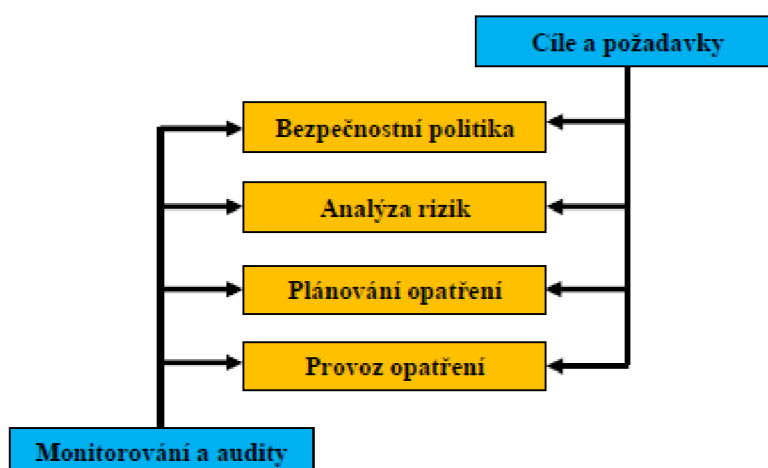 Cíle a požadavky
Bezpečnostní politika
Analýza rizik
Plánování opatření
Provoz opatření
Monitorování a audity